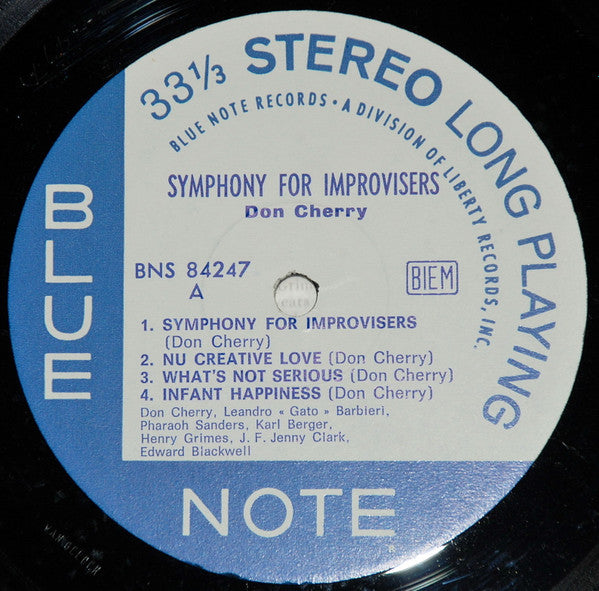 33⅓ STEREO LONG PLAYING
BLUE NOTE RECORDS • A DIVISION OF LIBERTY RECORDS, INC.
SYMPHONY FOR IMPROVISERS
Don Cherry
BNS 84247
A
BIEM
1. SYMPHONY FOR IMPROVISERS
(Don Cherry)
2. NU CREATIVE LOVE (Don Cherry)
3. WHAT'S NOT SERIOUS (Don Cherry)
4. INFANT HAPPINESS (Don Cherry)
Don Cherry, Leandro « Gato » Barbieri,
Pharaoh Sanders, Karl Berger,
Henry Grimes, J. F. Jenny Clark,
Edward Blackwell
BLUE
NOTE
®